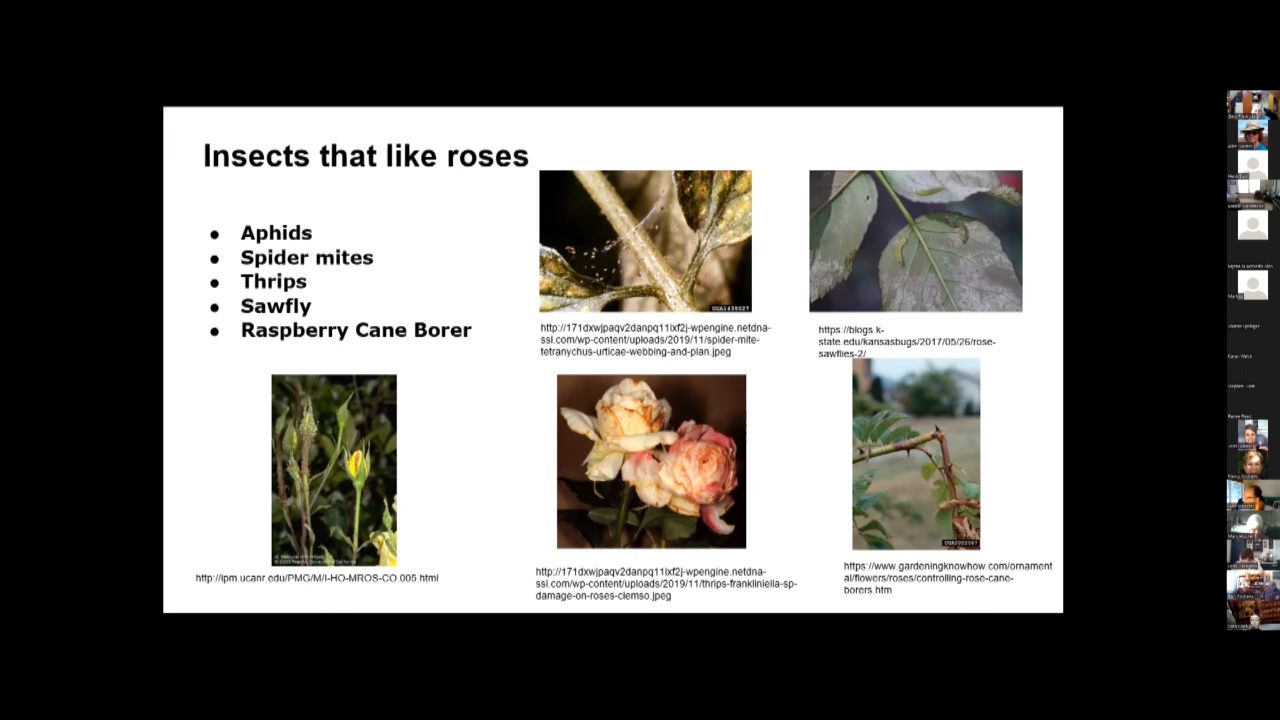 Insects that like roses
● Aphids
● Spider mites
● Thrips
● Sawfly
● Raspberry Cane Borer
UGA1435027
http://171dxwjpaqv2danpq11ixf2j-wpengine.netdna-
ssl.com/wp-content/uploads/2019/11/spider-mite-
tetranychus-urticae-webbing-and-plan.jpeg
https://blogs.k-
state.edu/kansasbugs/2017/05/26/rose-
sawflies-2/
http://ipm.ucanr.edu/PMG/M/I-HO-MROS-CO.005.html
http://171dxwjpaqv2danpq11ixf2j-wpengine.netdna-
ssl.com/wp-content/uploads/2019/11/thrips-frankliniella-sp-
damage-on-roses-clemso.jpeg
https://www.gardeningknowhow.com/ornament
al/flowers/roses/controlling-rose-cane-
borers.htm